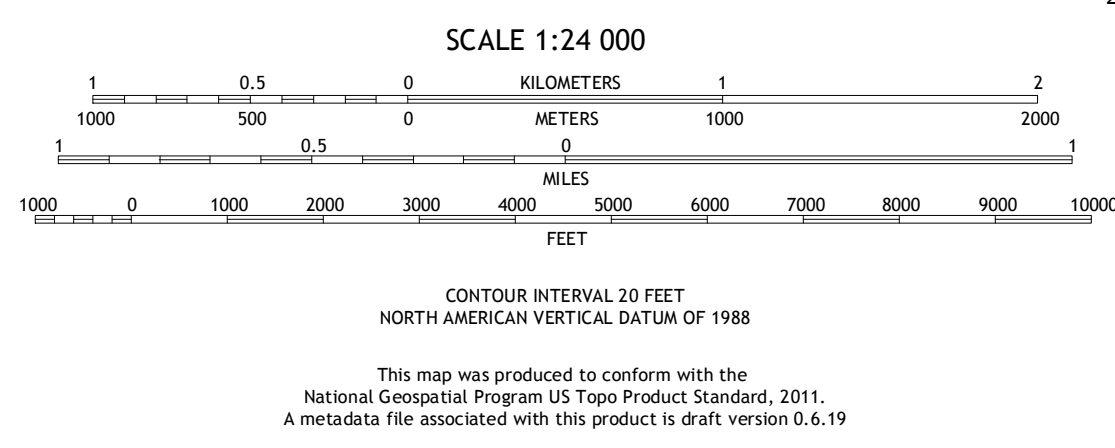 SCALE 1:24 000
1 0.5 0 KILOMETERS 1 2
1000 500 0 METERS 1000 2000
1 0.5 0 1
MILES
1000 0 1000 2000 3000 4000 5000 6000 7000 8000 9000 10000
FEET
CONTOUR INTERVAL 20 FEET
NORTH AMERICAN VERTICAL DATUM OF 1988
This map was produced to conform with the
National Geospatial Program US Topo Product Standard, 2011.
A metadata file associated with this product is draft version 0.6.19